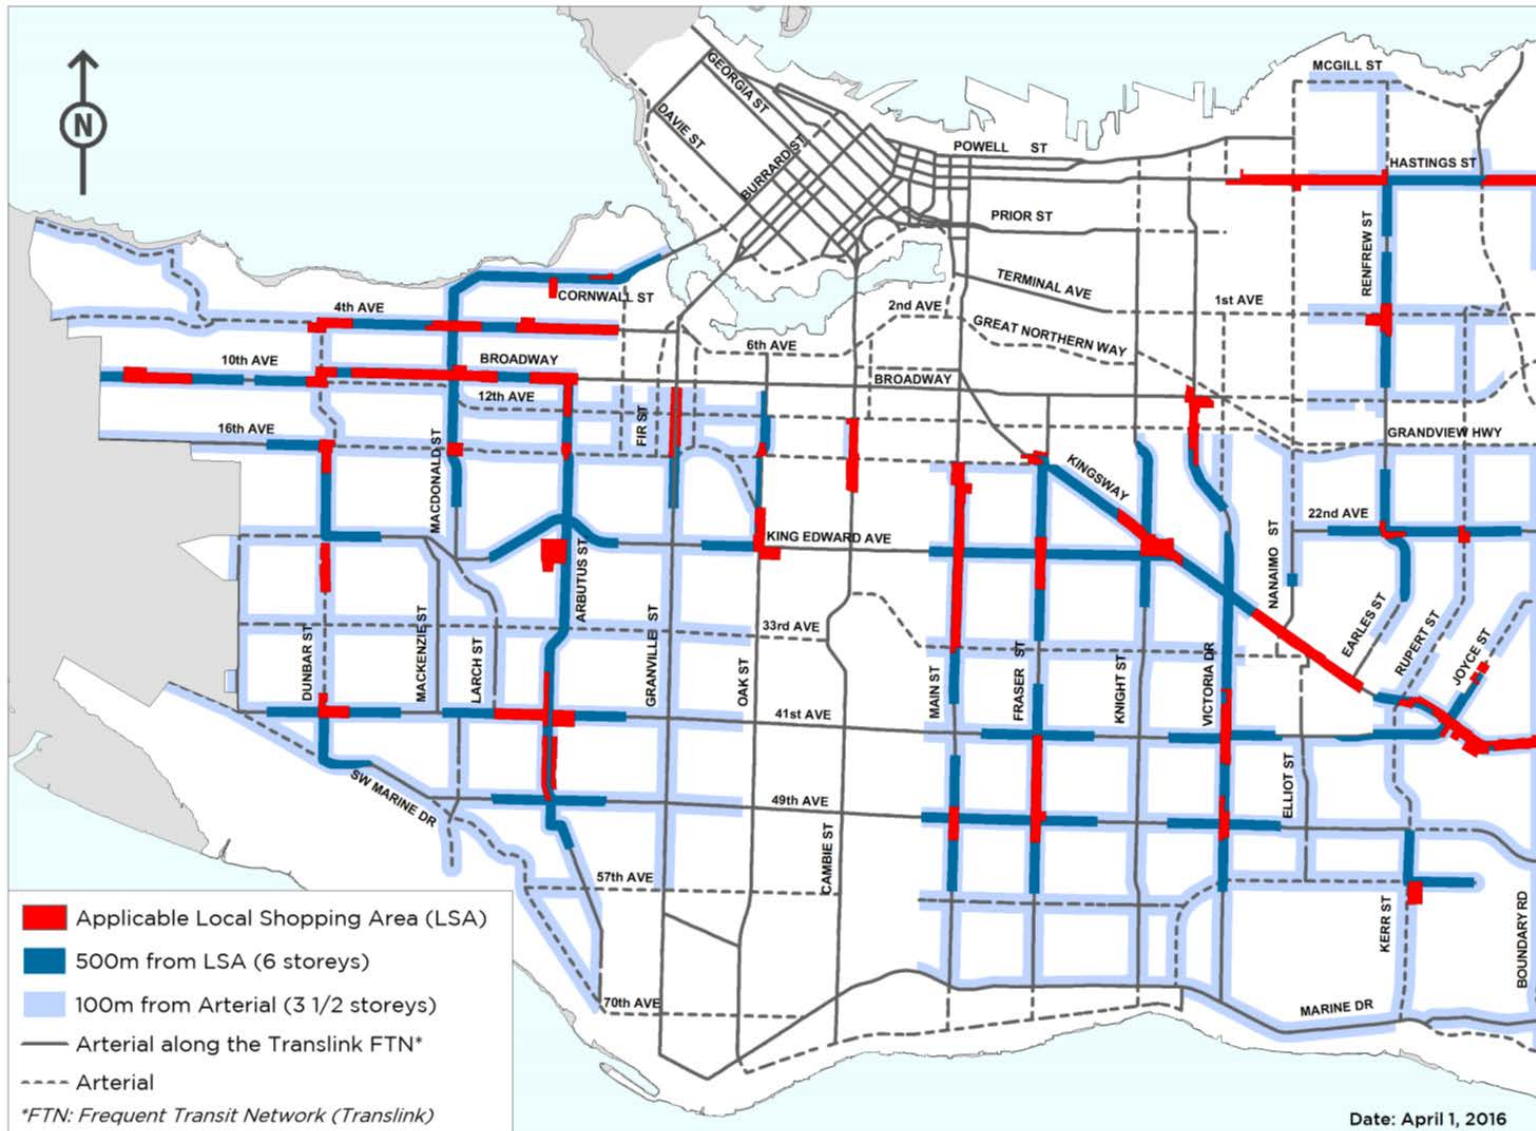 MCGILL ST
GEORGIA ST
DAVIE ST
BURRARD ST
POWELL ST
HASTINGS ST
PRIOR ST
RENFREW ST
TERMINAL AVE
CORNWALL ST
4th AVE
2nd AVE
1st AVE
GREAT NORTHERN WAY
6th AVE
10th AVE
BROADWAY
BROADWAY
12th AVE
FIR ST
16th AVE
MACDONALD ST
GRANDVIEW HWY
KINGSWAY
22nd AVE
KING EDWARD AVE
NANAIMO ST
ARBUTUS ST
33rd AVE
DUNBAR ST
MACKENZIE ST
LARCH ST
GRANVILLE ST
OAK ST
MAIN ST
FRASER ST
KNIGHT ST
VICTORIA DR
EARLES ST
RUPERT ST
JOYCE ST
41st AVE
SW MARINE DR
49th AVE
CAMBIE ST
ELLIOT ST
57th AVE
KERR ST
BOUNDARY RD
70th AVE
MARINE DR
N
Applicable Local Shopping Area (LSA)
500m from LSA (6 storeys)
100m from Arterial (3 1/2 storeys)
Arterial along the Translink FTN*
Arterial
*FTN: Frequent Transit Network (Translink)
Date: April 1, 2016